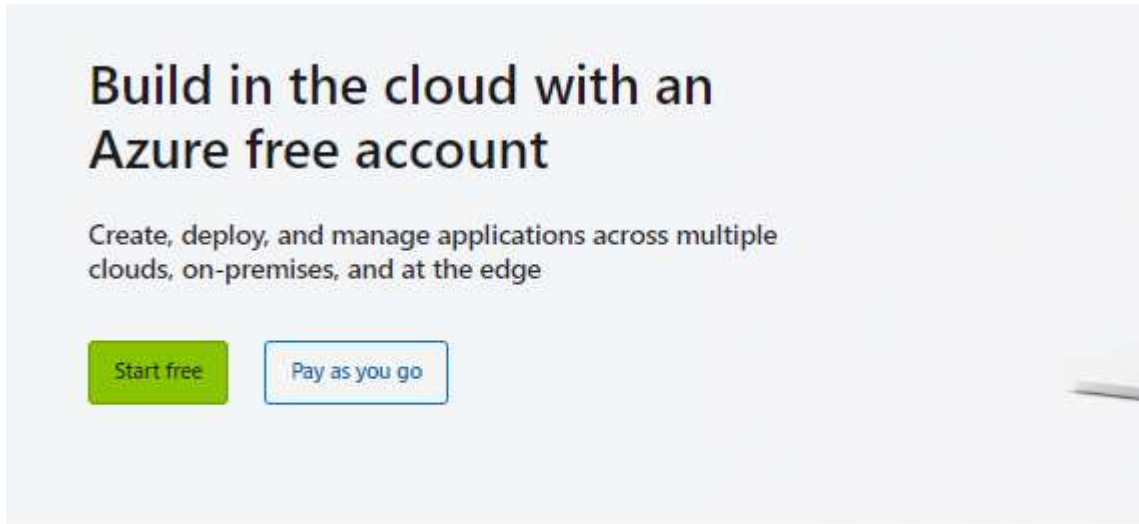 Build in the cloud with an
Azure free account
Create, deploy, and manage applications across multiple
clouds, on-premises, and at the edge
Start free
Pay as you go